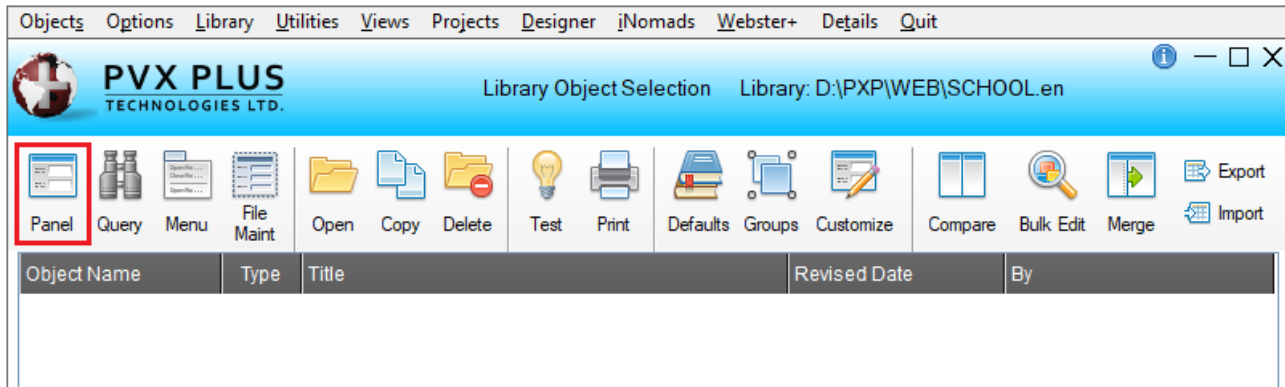 Objects Options Library Utilities Views Projects Designer iNomads Webster+ Details Quit
PVX PLUS
TECHNOLOGIES LTD.
Library Object Selection Library: D:\PXP\WEB\SCHOOL.en
Panel Query Menu File Maint Open Copy Delete Test Print Defaults Groups Customize Compare Bulk Edit Merge Export
Import
Object Name Type Title Revised Date By